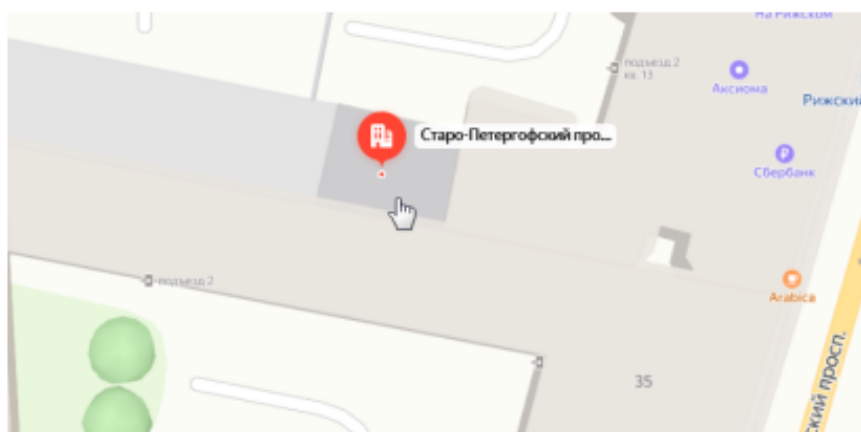 На Рижском
подъезд 2
кв. 13
Аксиома
Рижский
Старо-Петергофский про...
Сбербанк
подъезд 2
Arabica
35
ский просп.